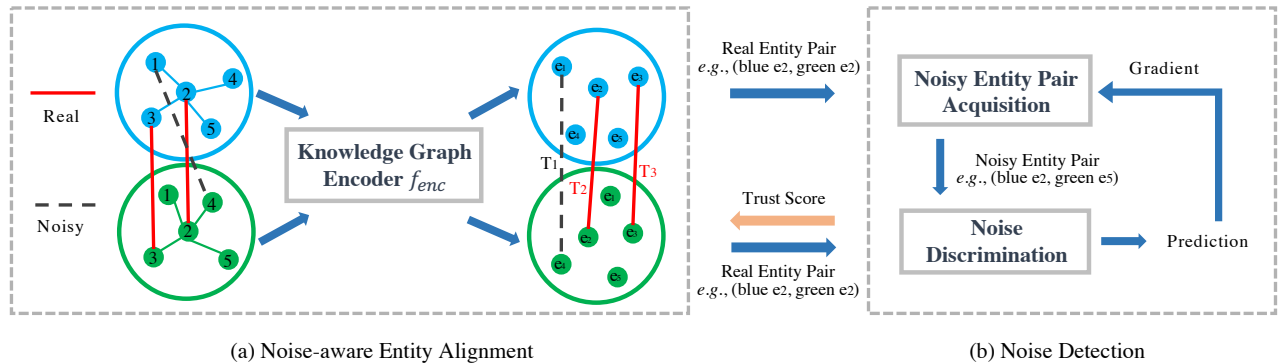 Real
Noisy
1
4
2
3
5
1
4
2
3
5
Knowledge Graph
Encoder f_enc
e1
e2
e3
e4
e5
T1
T2
T3
e1
e2
e3
e4
e5
Real Entity Pair
e.g., (blue e2, green e2)
Trust Score
Real Entity Pair
e.g., (blue e2, green e2)
Noisy Entity Pair
Acquisition
Gradient
Noisy Entity Pair
e.g., (blue e2, green e5)
Noise
Discrimination
Prediction
(a) Noise-aware Entity Alignment
(b) Noise Detection